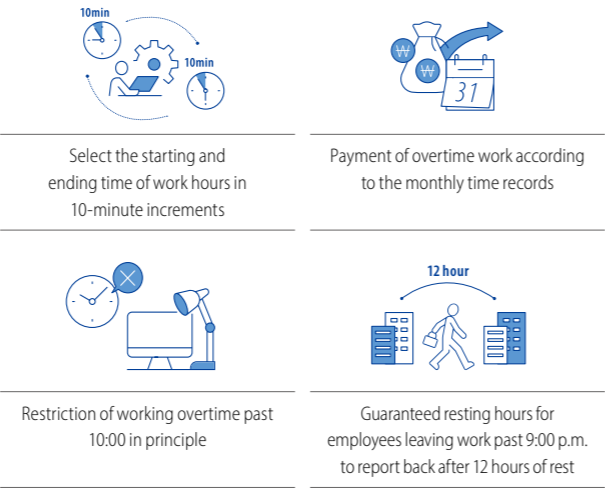 10min
10min
Select the starting and
ending time of work hours in
10-minute increments
₩
₩
31
Payment of overtime work according
to the monthly time records
Restriction of working overtime past
10:00 in principle
12 hour
Guaranteed resting hours for
employees leaving work past 9:00 p.m.
to report back after 12 hours of rest